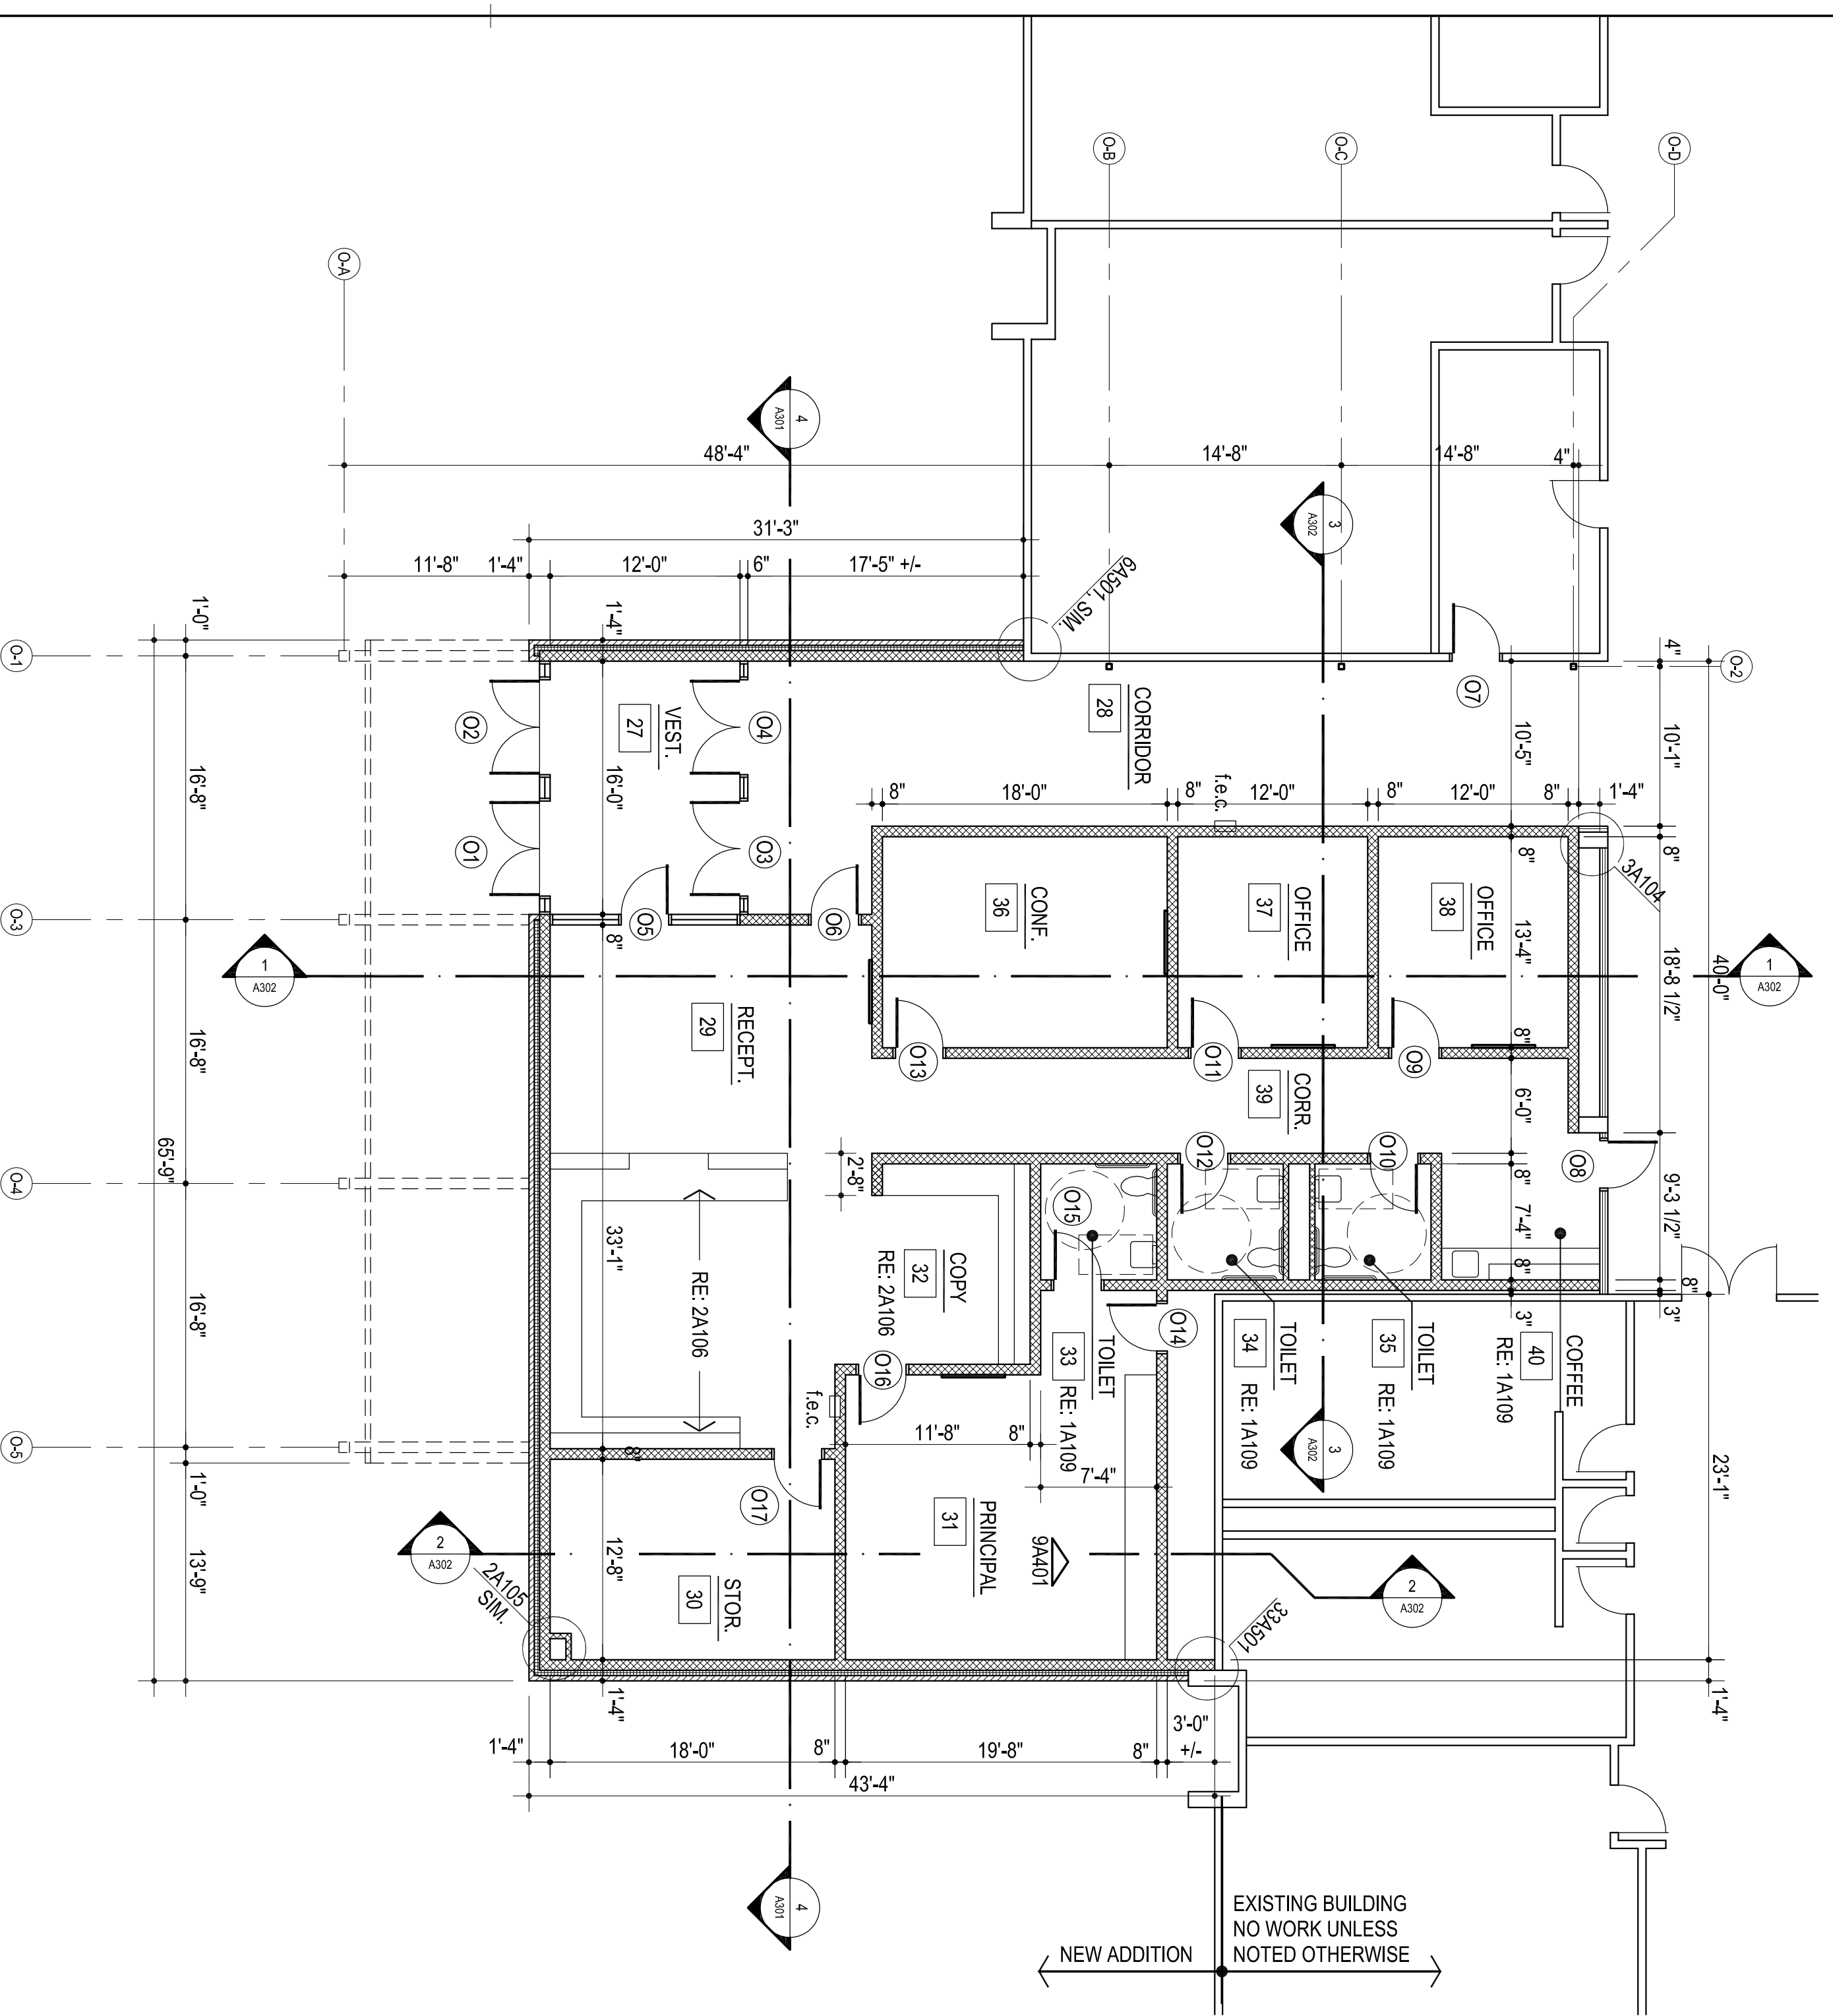 O-B
O-C
O-D
O-A
4
A301
3
A302
48'-4"
14'-8"
14'-8"
4"
31'-3"
11'-8"
1'-4"
12'-0"
6"
17'-5" +/-
6A501, SIM.
1'-0"
1'-4"
4"
O-1
O-2
O7
CORRIDOR
28
VEST.
27
O2
O4
16'-8"
16'-0"
10'-5"
10'-1"
f.e.c.
8"
18'-0"
8"
12'-0"
8"
12'-0"
8"
1'-4"
O1
O3
8"
8"
3A104
CONF.
36
OFFICE
37
OFFICE
38
O-3
O5
O6
8"
13'-4"
18'-8 1/2"
40'-0"
1
A302
1
A302
RECEPT.
29
16'-8"
8"
O13
O11
O9
CORR.
39
6'-0"
O12
O10
O8
O-4
65'-9"
2'-8"
8"
O15
7'-4"
9'-3 1/2"
33'-1"
RE: 2A106
COPY
32
RE: 2A106
8"
8"
3"
3"
16'-8"
O14
O16
TOILET
33
RE: 1A109
TOILET
34
RE: 1A109
TOILET
35
RE: 1A109
COFFEE
40
RE: 1A109
f.e.c.
11'-8"
8"
7'-4"
3
A302
O-5
8"
1'-0"
23'-1"
O17
PRINCIPAL
31
9A401
2
A302
2A105
SIM.
13'-9"
12'-8"
STOR.
30
2
A302
33A501
1'-4"
1'-4"
1'-4"
18'-0"
8"
19'-8"
8"
3'-0"
+/-
43'-4"
4
A301
EXISTING BUILDING
NO WORK UNLESS
NOTED OTHERWISE
NEW ADDITION